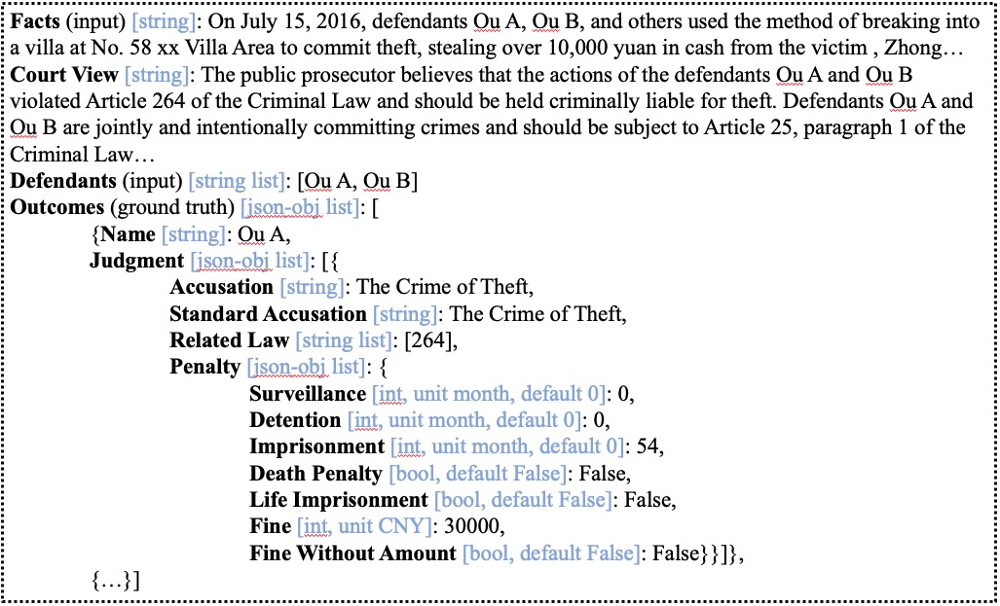 Facts (input) [string]: On July 15, 2016, defendants Ou A, Ou B, and others used the method of breaking into
a villa at No. 58 xx Villa Area to commit theft, stealing over 10,000 yuan in cash from the victim , Zhong…
Court View [string]: The public prosecutor believes that the actions of the defendants Ou A and Ou B
violated Article 264 of the Criminal Law and should be held criminally liable for theft. Defendants Ou A and
Ou B are jointly and intentionally committing crimes and should be subject to Article 25, paragraph 1 of the
Criminal Law…
Defendants (input) [string list]: [Ou A, Ou B]
Outcomes (ground truth) [json-obj list]: [
{Name [string]: Ou A,
Judgment [json-obj list]: [{
Accusation [string]: The Crime of Theft,
Standard Accusation [string]: The Crime of Theft,
Related Law [string list]: [264],
Penalty [json-obj list]: {
Surveillance [int, unit month, default 0]: 0,
Detention [int, unit month, default 0]: 0,
Imprisonment [int, unit month, default 0]: 54,
Death Penalty [bool, default False]: False,
Life Imprisonment [bool, default False]: False,
Fine [int, unit CNY]: 30000,
Fine Without Amount [bool, default False]: False}}]},
{…}]